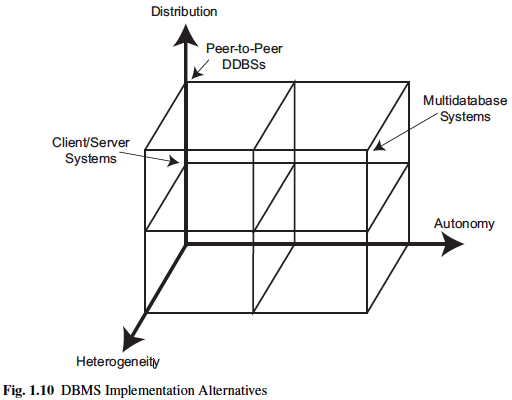 Distribution
Peer-to-Peer
DDBSs
Multidatabase
Systems
Client/Server
Systems
Autonomy
Heterogeneity
Fig. 1.10 DBMS Implementation Alternatives